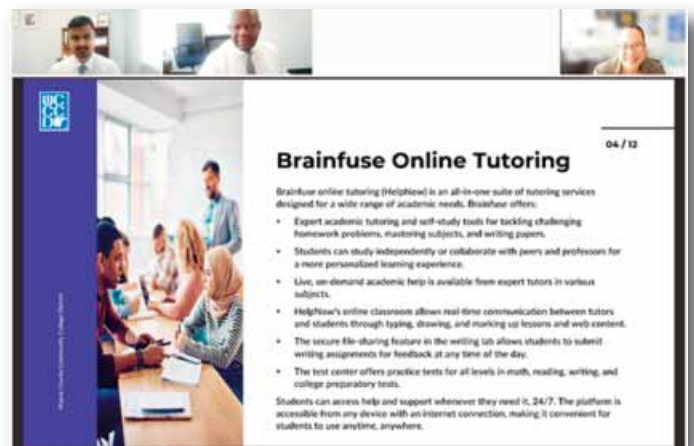 WC
CC
D
04 / 12
Brainfuse Online Tutoring
Brainfuse online tutoring (HelpNow) is an all-in-one suite of tutoring services
designed for a wide range of academic needs. Brainfuse offers:
• Expert academic tutoring and self-study tools for tackling challenging
homework problems, mastering subjects, and writing papers.
• Students can study independently or collaborate with peers and professors for
a more personalized learning experience.
• Live, on-demand academic help is available from expert tutors in various
subjects.
• HelpNow's online classroom allows real-time communication between tutors
and students through typing, drawing, and marking up lessons and web content.
• The secure file-sharing feature in the writing lab allows students to submit
writing assignments for feedback at any time of the day.
• The test center offers practice tests for all levels in math, reading, writing, and
college preparatory tests.
Students can access help and support whenever they need it, 24/7. The platform is
accessible from any device with an internet connection, making it convenient for
students to use anytime, anywhere.
Wayne County Community College District